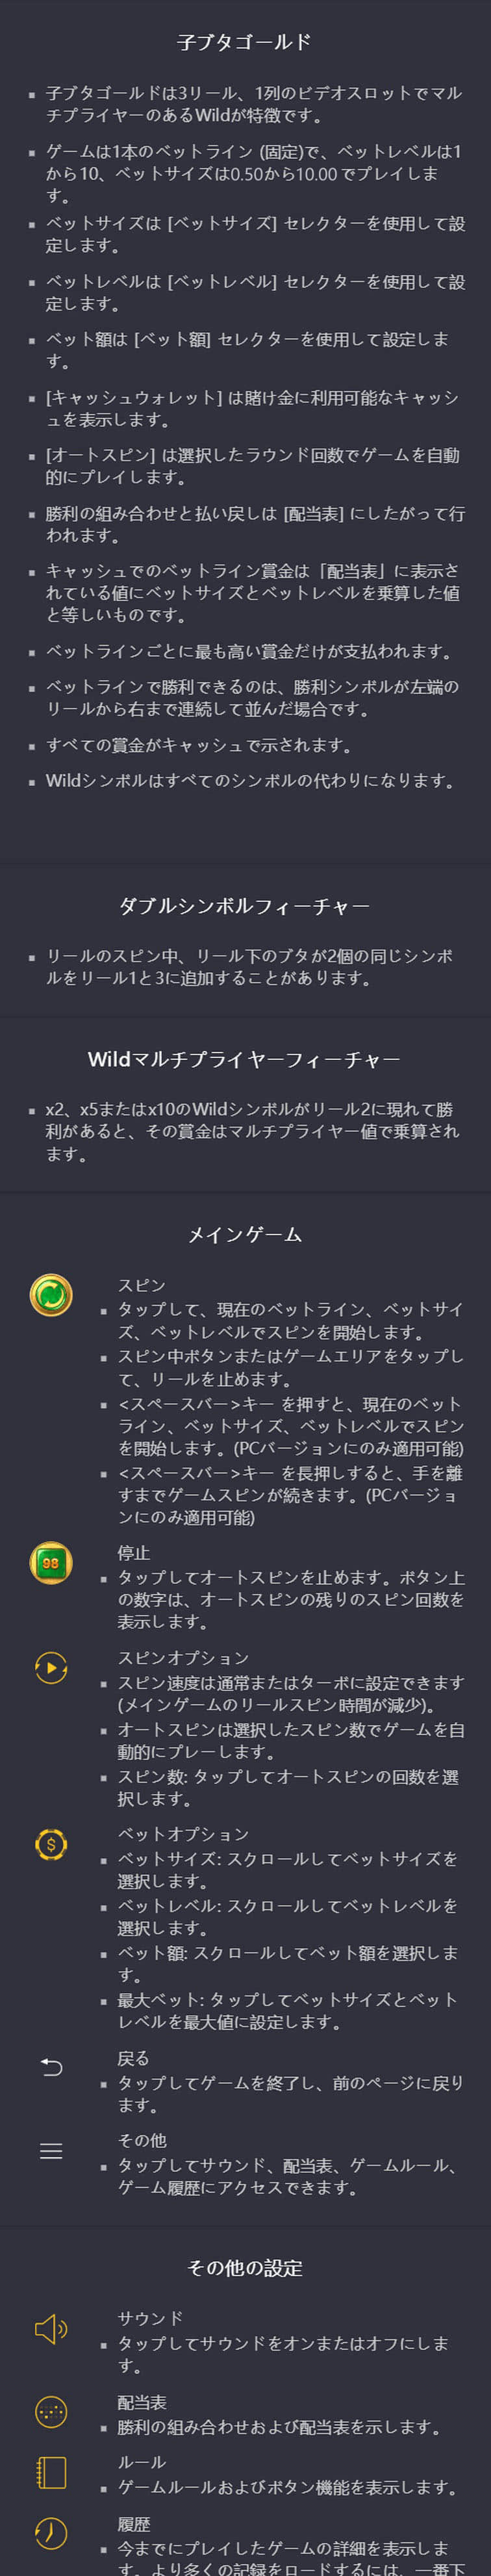 子ブタゴールド
子ブタゴールドは3リール、1列のビデオスロットでマル
チプライヤーのあるWildが特徴です。
ゲームは1本のベットライン (固定)で、ベットレベルは1
から10、ベットサイズは0.50から10.00 でプレイしま
す。
ベットサイズは [ベットサイズ] セレクターを使用して設
定します。
ベットレベルは [ベットレベル] セレクターを使用して設
定します。
ベット額は [ベット額] セレクターを使用して設定しま
す。
[キャッシュウォレット] は賭け金に利用可能なキャッシ
ュを表示します。
[オートスピン] は選択したラウンド回数でゲームを自動
的にプレイします。
勝利の組み合わせと払い戻しは [配当表] にしたがって行
われます。
キャッシュでのベットライン賞金は「配当表」に表示さ
れている値にベットサイズとベットレベルを乗算した値
と等しいものです。
ベットラインごとに最も高い賞金だけが支払われます。
ベットラインで勝利できるのは、勝利シンボルが左端の
リールから右まで連続して並んだ場合です。
すべての賞金がキャッシュで示されます。
Wildシンボルはすべてのシンボルの代わりになります。
ダブルシンボルフィーチャー
リールのスピン中、リール下のブタが2個の同じシンボ
ルをリール1と3に追加することがあります。
Wildマルチプライヤーフィーチャー
x2、x5またはx10のWildシンボルがリール2に現れて勝
利があると、その賞金はマルチプライヤー値で乗算され
ます。
メインゲーム
スピン
タップして、現在のベットライン、ベットサイ
ズ、ベットレベルでスピンを開始します。
スピン中ボタンまたはゲームエリアをタップし
て、リールを止めます。
<スペースバー>キー を押すと、現在のベット
ライン、ベットサイズ、ベットレベルでスピン
を開始します。(PCバージョンにのみ適用可能)
<スペースバー>キー を長押しすると、手を離
すまでゲームスピンが続きます。(PCバージョ
ンにのみ適用可能)
98
停止
タップしてオートスピンを止めます。ボタン上
の数字は、オートスピンの残りのスピン回数を
表示します。
スピンオプション
スピン速度は通常またはターボに設定できます
(メインゲームのリールスピン時間が減少)。
オートスピンは選択したスピン数でゲームを自
動的にプレーします。
スピン数: タップしてオートスピンの回数を選
択します。
$
ベットオプション
ベットサイズ: スクロールしてベットサイズを
選択します。
ベットレベル: スクロールしてベットレベルを
選択します。
ベット額: スクロールしてベット額を選択しま
す。
最大ベット: タップしてベットサイズとベット
レベルを最大値に設定します。
戻る
タップしてゲームを終了し、前のページに戻り
ます。
その他
タップしてサウンド、配当表、ゲームルール、
ゲーム履歴にアクセスできます。
その他の設定
サウンド
タップしてサウンドをオンまたはオフにしま
す。
配当表
勝利の組み合わせおよび配当表を示します。
ルール
ゲームルールおよびボタン機能を表示します。
履歴
今までにプレイしたゲームの詳細を表示しま
す。より多くの記録をロードするには、一番下